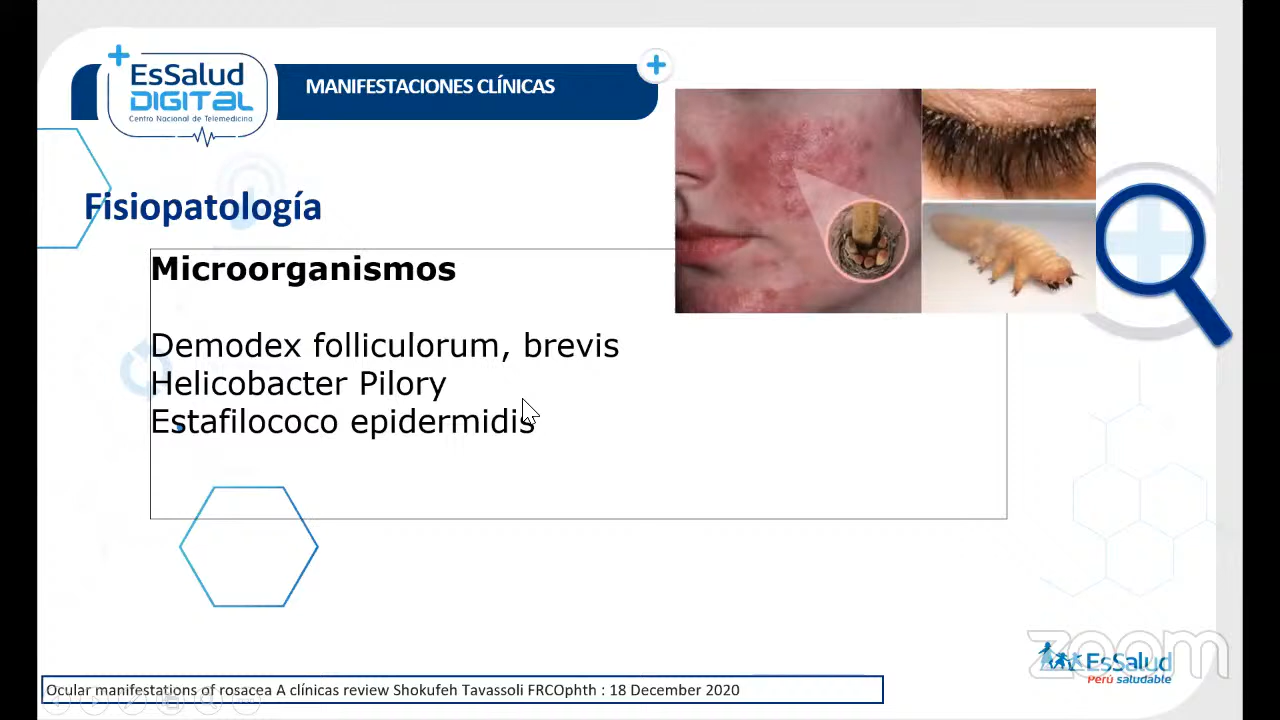 EsSalud
DIGITAL
Centro Nacional de Telemedicina
MANIFESTACIONES CLÍNICAS
Fisiopatología
Microorganismos
Demodex folliculorum, brevis
Helicobacter Pilory
Estafilococo epidermidis
zoom
EsSalud
Perú saludable
Ocular manifestations of rosacea A clínicas review Shokufeh Tavassoli FRCOphth : 18 December 2020